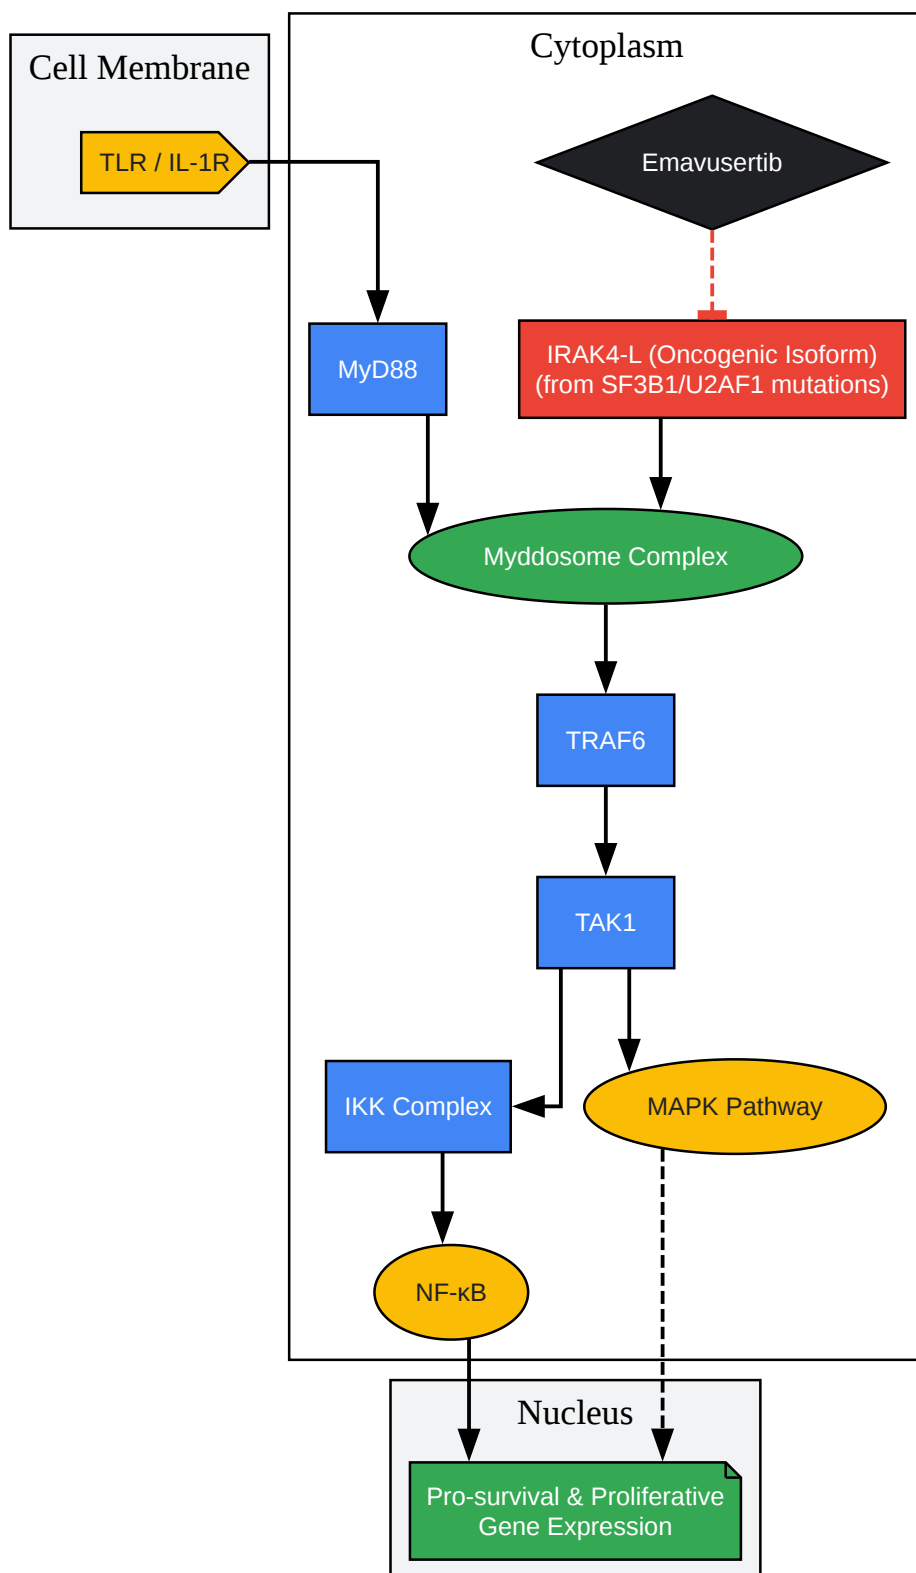 Cytoplasm
Cell Membrane
TLR / IL-1R
Emavusertib
MyD88
IRAK4-L (Oncogenic Isoform)
(from SF3B1/U2AF1 mutations)
Myddosome Complex
TRAF6
TAK1
IKK Complex
MAPK Pathway
NF-κB
Nucleus
Pro-survival & Proliferative
Gene Expression